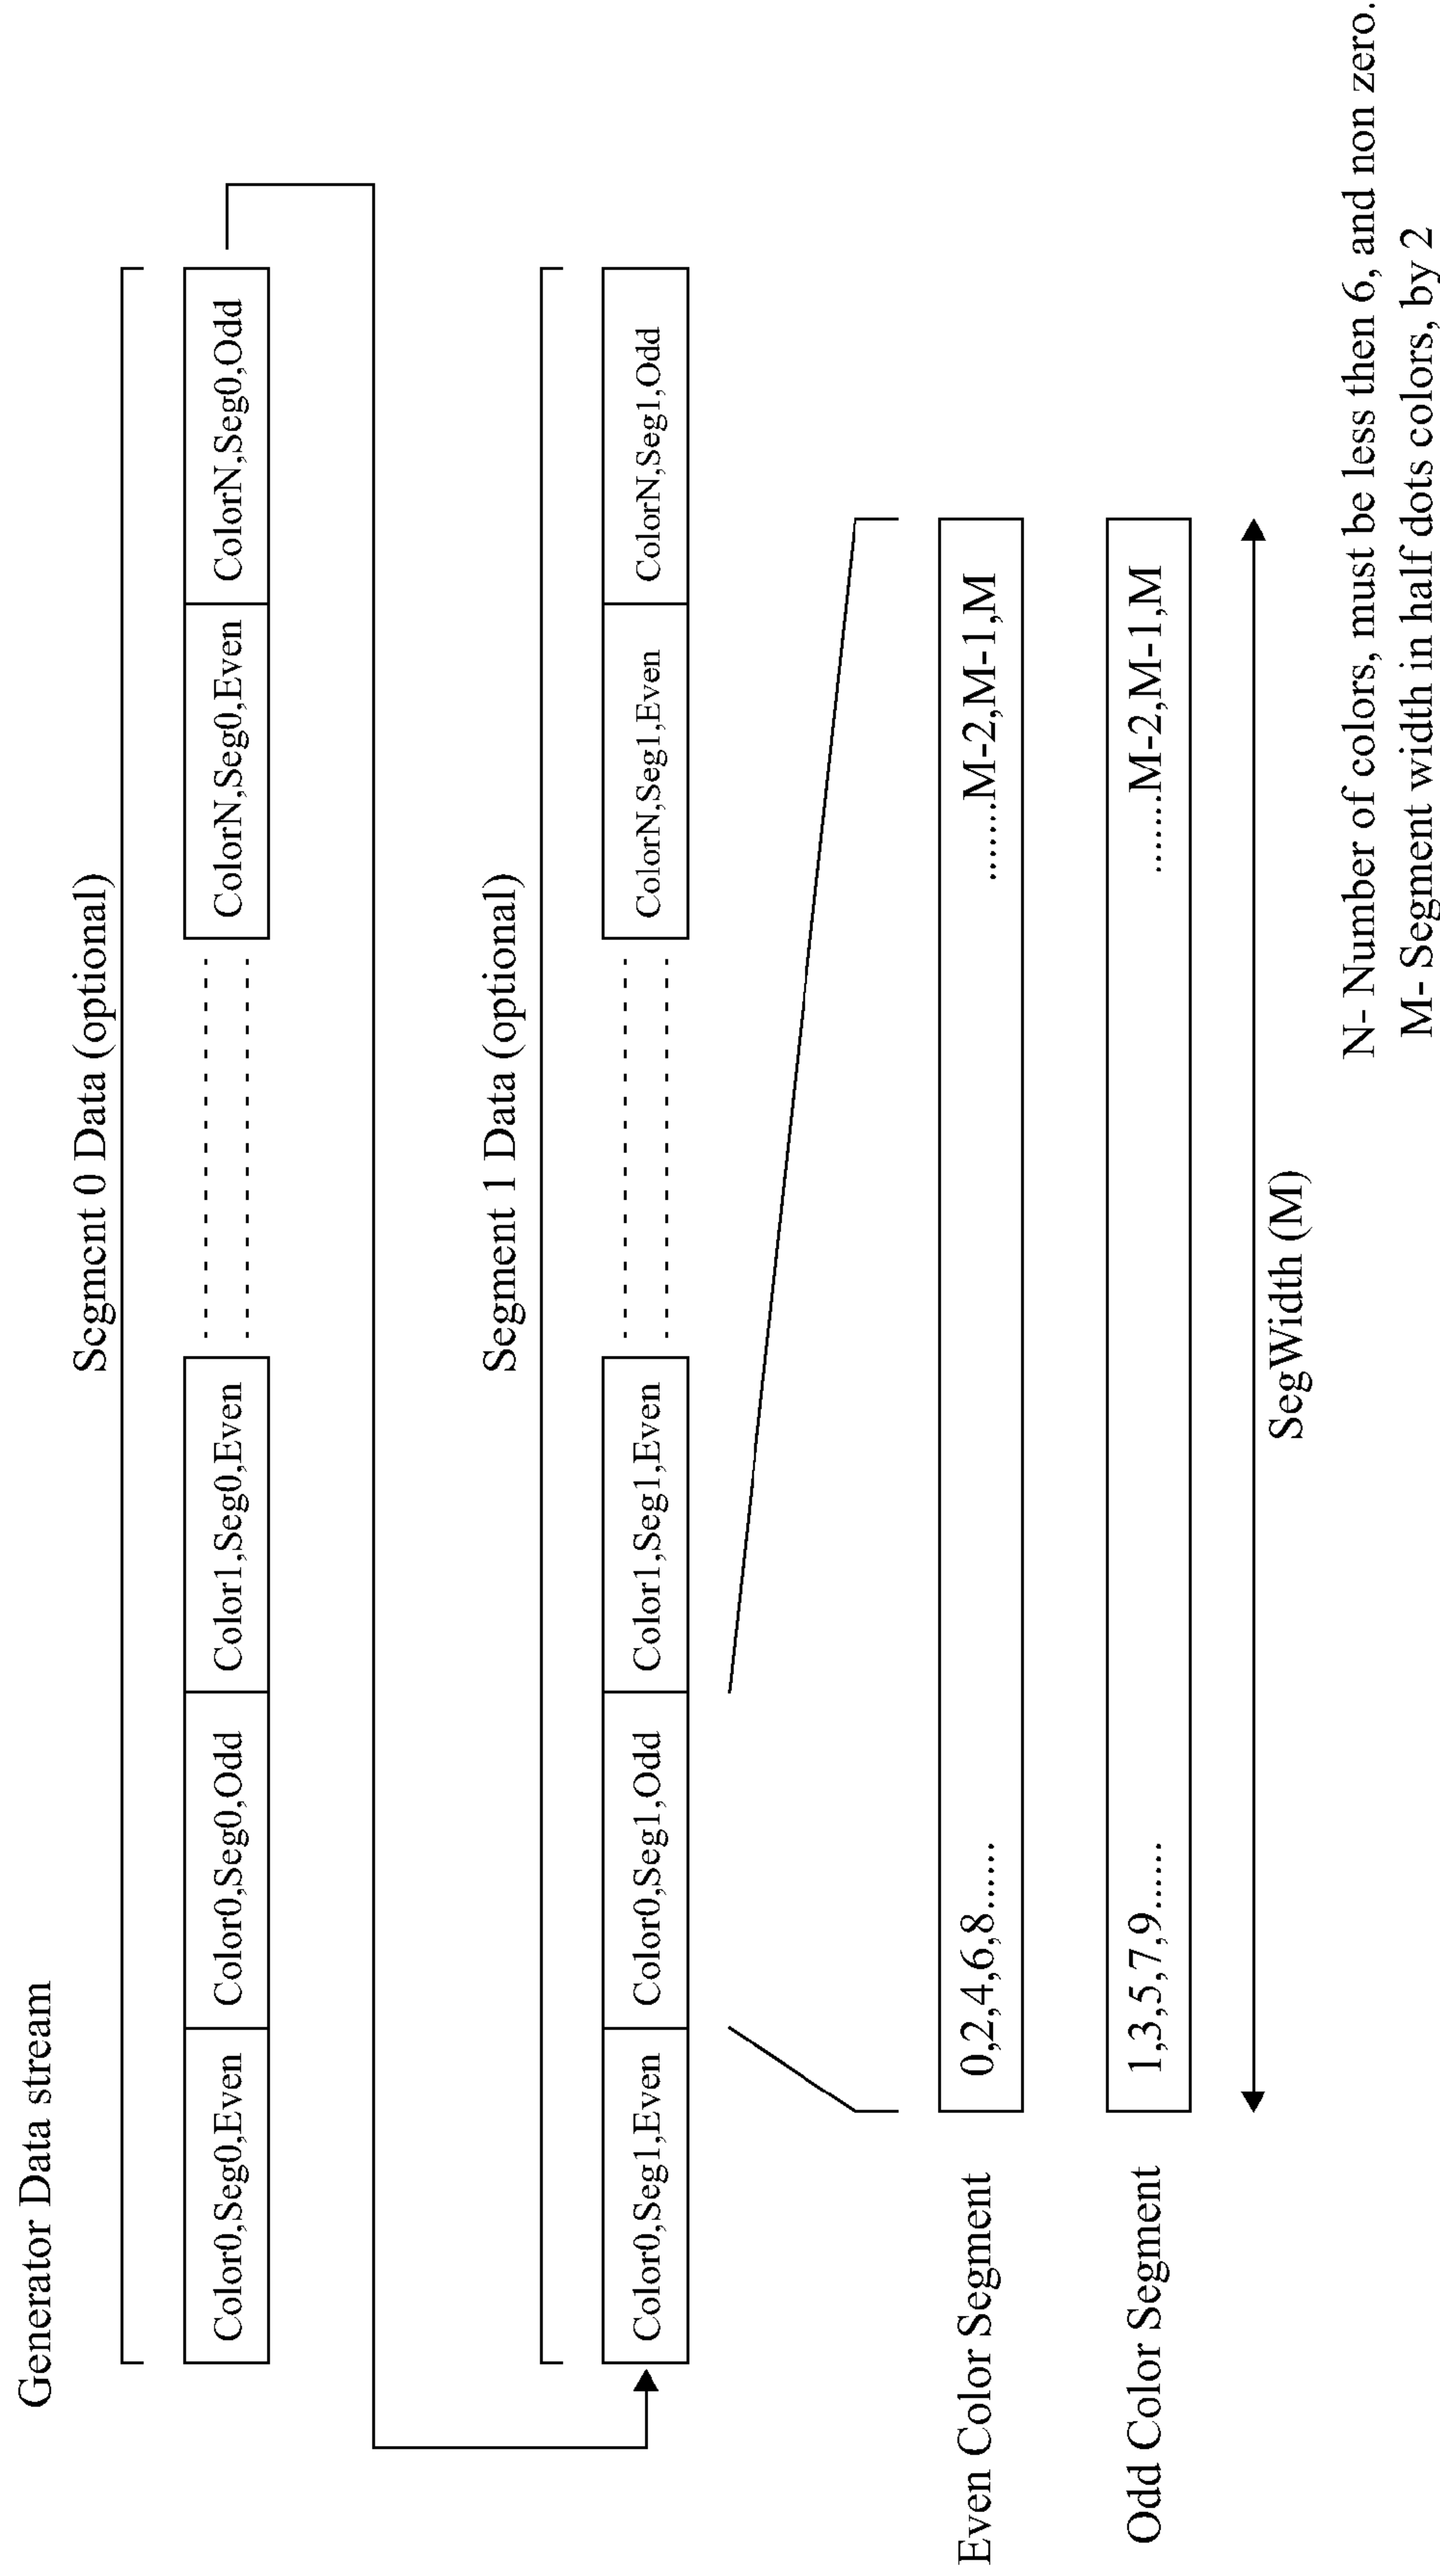 Generator Data stream
Segment 0 Data (optional)
Color0,Seg0,Even
Color0,Seg0,Odd
Color1,Seg0,Even
ColorN,Seg0,Even
ColorN,Seg0,Odd
Segment 1 Data (optional)
Color0,Seg1,Even
Color0,Seg1,Odd
Color1,Seg1,Even
ColorN,Seg1,Even
ColorN,Seg1,Odd
Even Color Segment
0,2,4,6,8......
.......M-2,M-1,M
Odd Color Segment
1,3,5,7,9......
.......M-2,M-1,M
SegWidth (M)
N- Number of colors, must be less then 6, and non zero.
M- Segment width in half dots colors, by 2